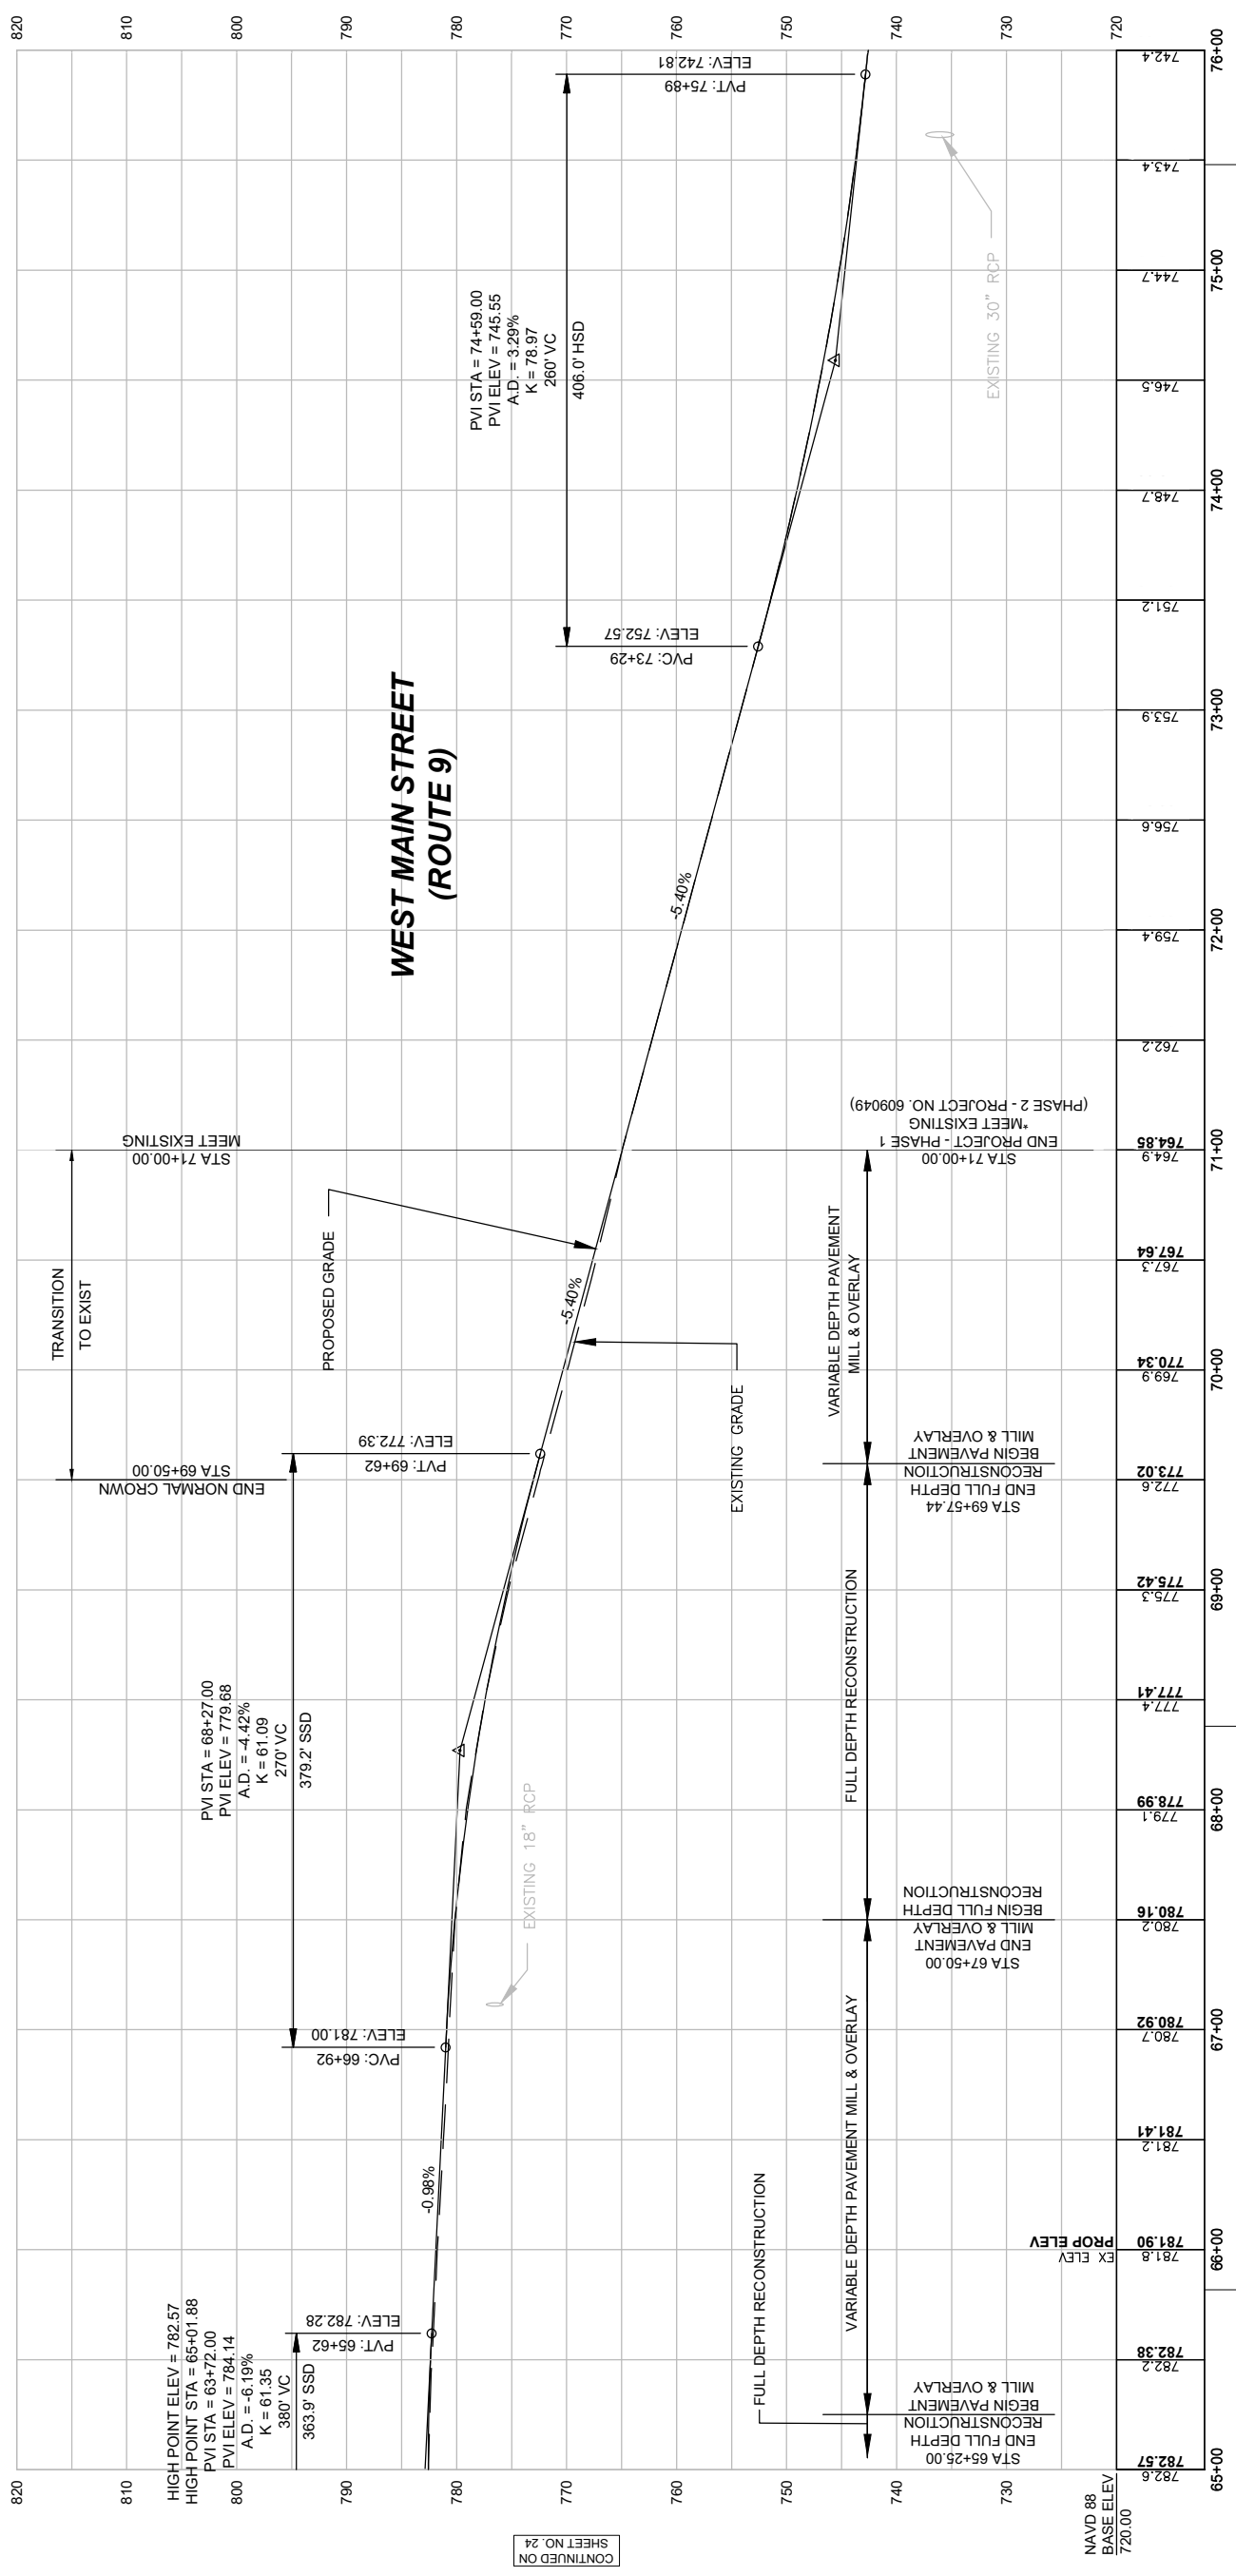 WEST MAIN STREET
(ROUTE 9)
820
810
800
790
780
770
760
750
740
730
820
810
800
790
780
770
760
750
740
730
720
HIGH POINT ELEV = 782.57
HIGH POINT STA = 65+01.88
PVI STA = 63+72.00
PVI ELEV = 784.14
A.D. = -6.19%
K = 61.35
380' VC
363.9' SSD
PVT: 65+62
ELEV: 782.28
-0.98%
PVC: 66+92
ELEV: 781.00
PVI STA = 68+27.00
PVI ELEV = 779.68
A.D. = -4.42%
K = 61.09
270' VC
379.2' SSD
PVT: 69+62
ELEV: 772.39
END NORMAL CROWN
STA 69+50.00
TRANSITION
TO EXIST
STA 71+00.00
MEET EXISTING
PROPOSED GRADE
-5.40%
EXISTING GRADE
-5.40%
PVC: 73+29
ELEV: 752.57
PVI STA = 74+59.00
PVI ELEV = 745.55
A.D. = 3.29%
K = 78.97
260' VC
406.0' HSD
PVT: 75+89
ELEV: 742.81
EXISTING 18" RCP
EXISTING 30" RCP
FULL DEPTH RECONSTRUCTION
STA 65+25.00
END FULL DEPTH
RECONSTRUCTION
BEGIN PAVEMENT
MILL & OVERLAY
VARIABLE DEPTH PAVEMENT MILL & OVERLAY
STA 67+50.00
END PAVEMENT
MILL & OVERLAY
BEGIN FULL DEPTH
RECONSTRUCTION
FULL DEPTH RECONSTRUCTION
STA 69+57.44
END FULL DEPTH
RECONSTRUCTION
BEGIN PAVEMENT
MILL & OVERLAY
VARIABLE DEPTH PAVEMENT
MILL & OVERLAY
STA 71+00.00
END PROJECT - PHASE 1
*MEET EXISTING
(PHASE 2 - PROJECT NO. 609049)
CONTINUED ON
SHEET NO. 24
NAVD 88
BASE ELEV
720.00
EX ELEV
PROP ELEV
782.6
782.57
782.2
782.38
781.8
781.90
781.2
781.41
780.7
780.92
780.2
780.16
779.1
778.99
777.4
777.41
775.3
775.42
772.6
773.02
769.9
770.34
767.3
767.64
764.9
764.85
762.2
759.4
756.6
753.9
751.2
748.7
746.5
744.7
743.4
742.4
65+00
66+00
67+00
68+00
69+00
70+00
71+00
72+00
73+00
74+00
75+00
76+00